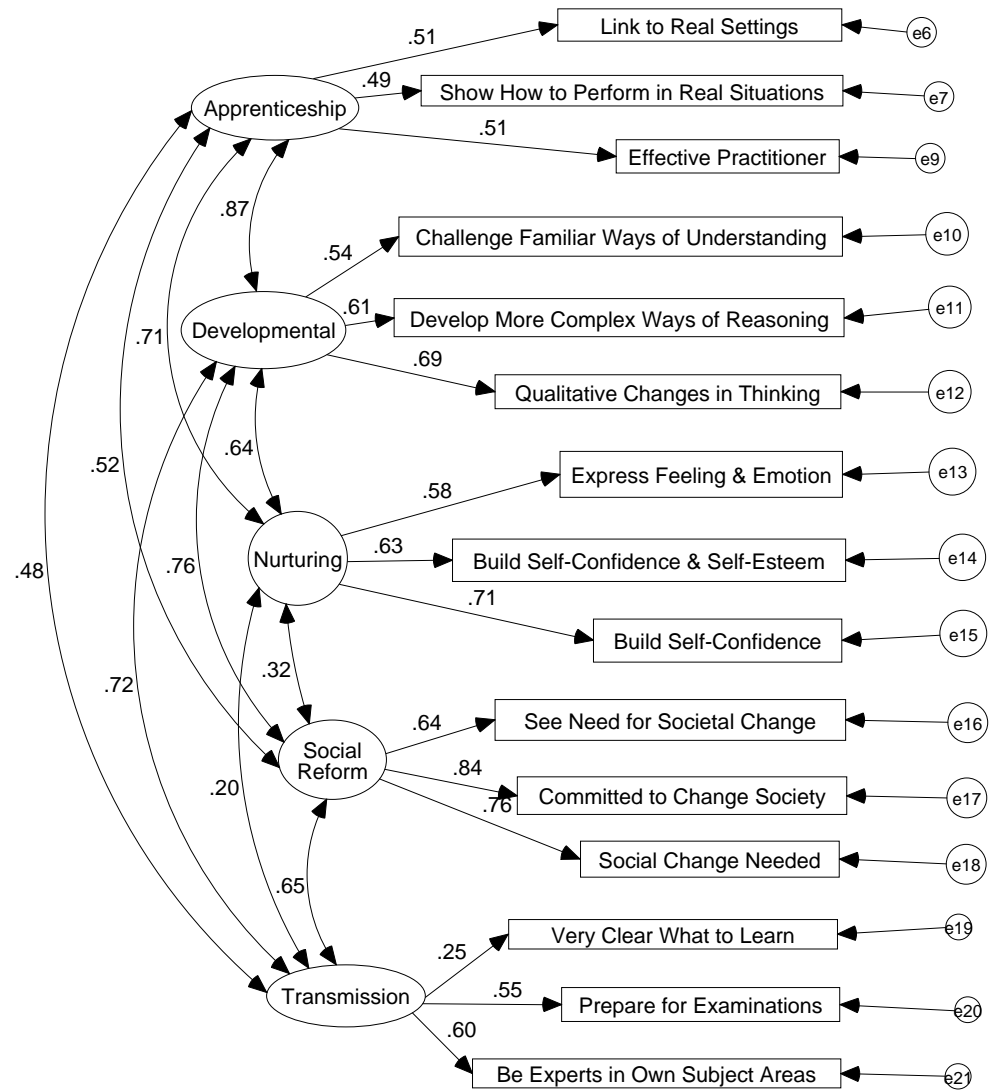 .51
Link to Real Settings
e6
Apprenticeship
.49
Show How to Perform in Real Situations
e7
.51
Effective Practitioner
e9
.87
.54
Challenge Familiar Ways of Understanding
e10
Developmental
.61
Develop More Complex Ways of Reasoning
e11
.71
.69
Qualitative Changes in Thinking
e12
.64
.52
.58
Express Feeling & Emotion
e13
Nurturing
.63
Build Self-Confidence & Self-Esteem
e14
.48
.76
.71
Build Self-Confidence
e15
.32
.72
.64
See Need for Societal Change
e16
Social
Reform
.84
Committed to Change Society
e17
.20
.76
Social Change Needed
e18
.65
.25
Very Clear What to Learn
e19
Transmission
.55
Prepare for Examinations
e20
.60
Be Experts in Own Subject Areas
e21